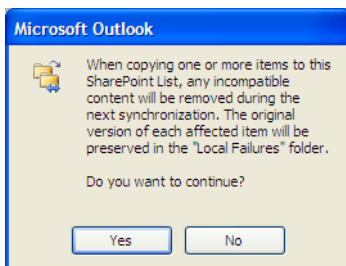 Microsoft Outlook
When copying one or more items to this
SharePoint List, any incompatible
content will be removed during the
next synchronization. The original
version of each affected item will be
preserved in the "Local Failures" folder.
Do you want to continue?
Yes No